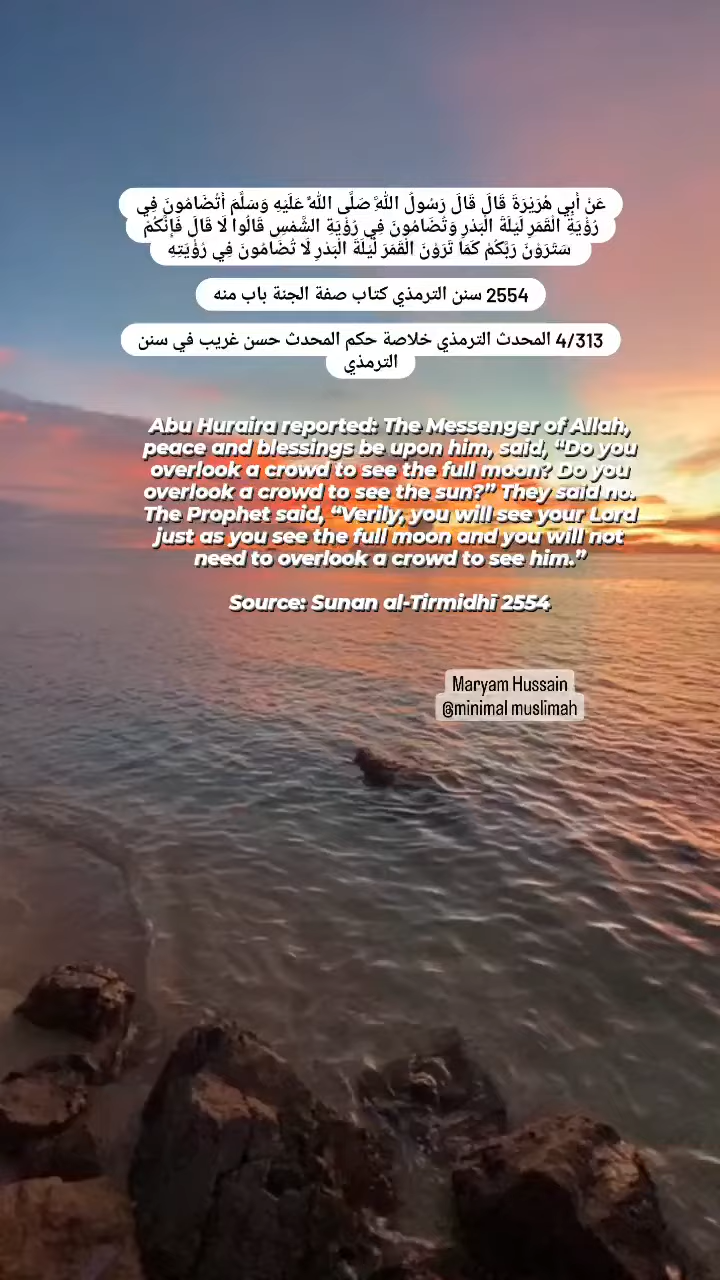 عَنْ أَبِي هُرَيْرَةَ قَالَ قَالَ رَسُولُ اللَّهِ صَلَّى اللَّهُ عَلَيْهِ وَسَلَّمَ أَتُضَامُونَ فِي
رُؤْيَةِ الْقَمَرِ لَيْلَةَ الْبَدْرِ وَتُضَامُونَ فِي رُؤْيَةِ الشَّمْسِ قَالُوا لَا قَالَ فَإِنَّكُمْ
سَتَرَوْنَ رَبَّكُمْ كَمَا تَرَوْنَ الْقَمَرَ لَيْلَةَ الْبَدْرِ لَا تُضَامُونَ فِي رُؤْيَتِهِ
2554 سنن الترمذي كتاب صفة الجنة باب منه
4/313 المحدث الترمذي خلاصة حكم المحدث حسن غريب في سنن
الترمذي
Abu Huraira reported: The Messenger of Allah,
peace and blessings be upon him, said, “Do you
overlook a crowd to see the full moon? Do you
overlook a crowd to see the sun?” They said no.
The Prophet said, “Verily, you will see your Lord
just as you see the full moon and you will not
need to overlook a crowd to see him.”
Source: Sunan al-Tirmidhī 2554
Maryam Hussain
@minimal muslimah